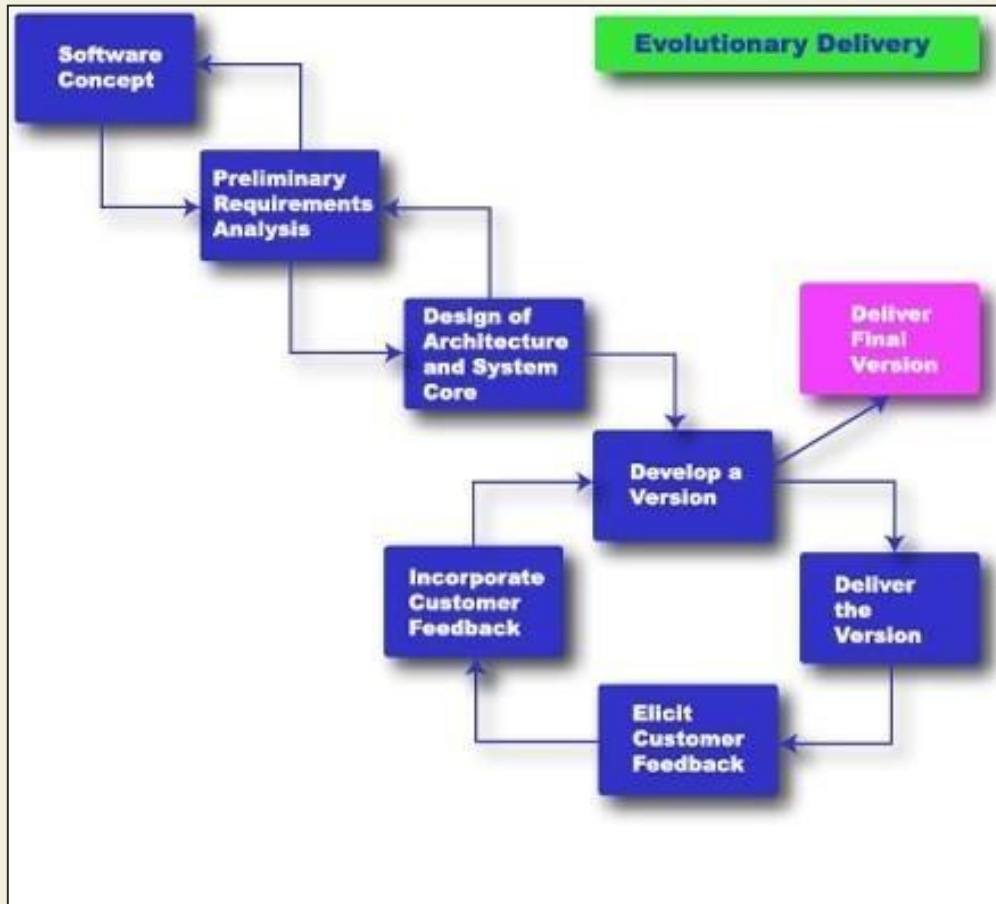 Software
Concept
Evolutionary Delivery
Preliminary
Requirements
Analysis
Design of
Architecture
and System
Core
Deliver
Final
Version
Develop a
Version
Incorporate
Customer
Feedback
Deliver
the
Version
Elicit
Customer
Feedback